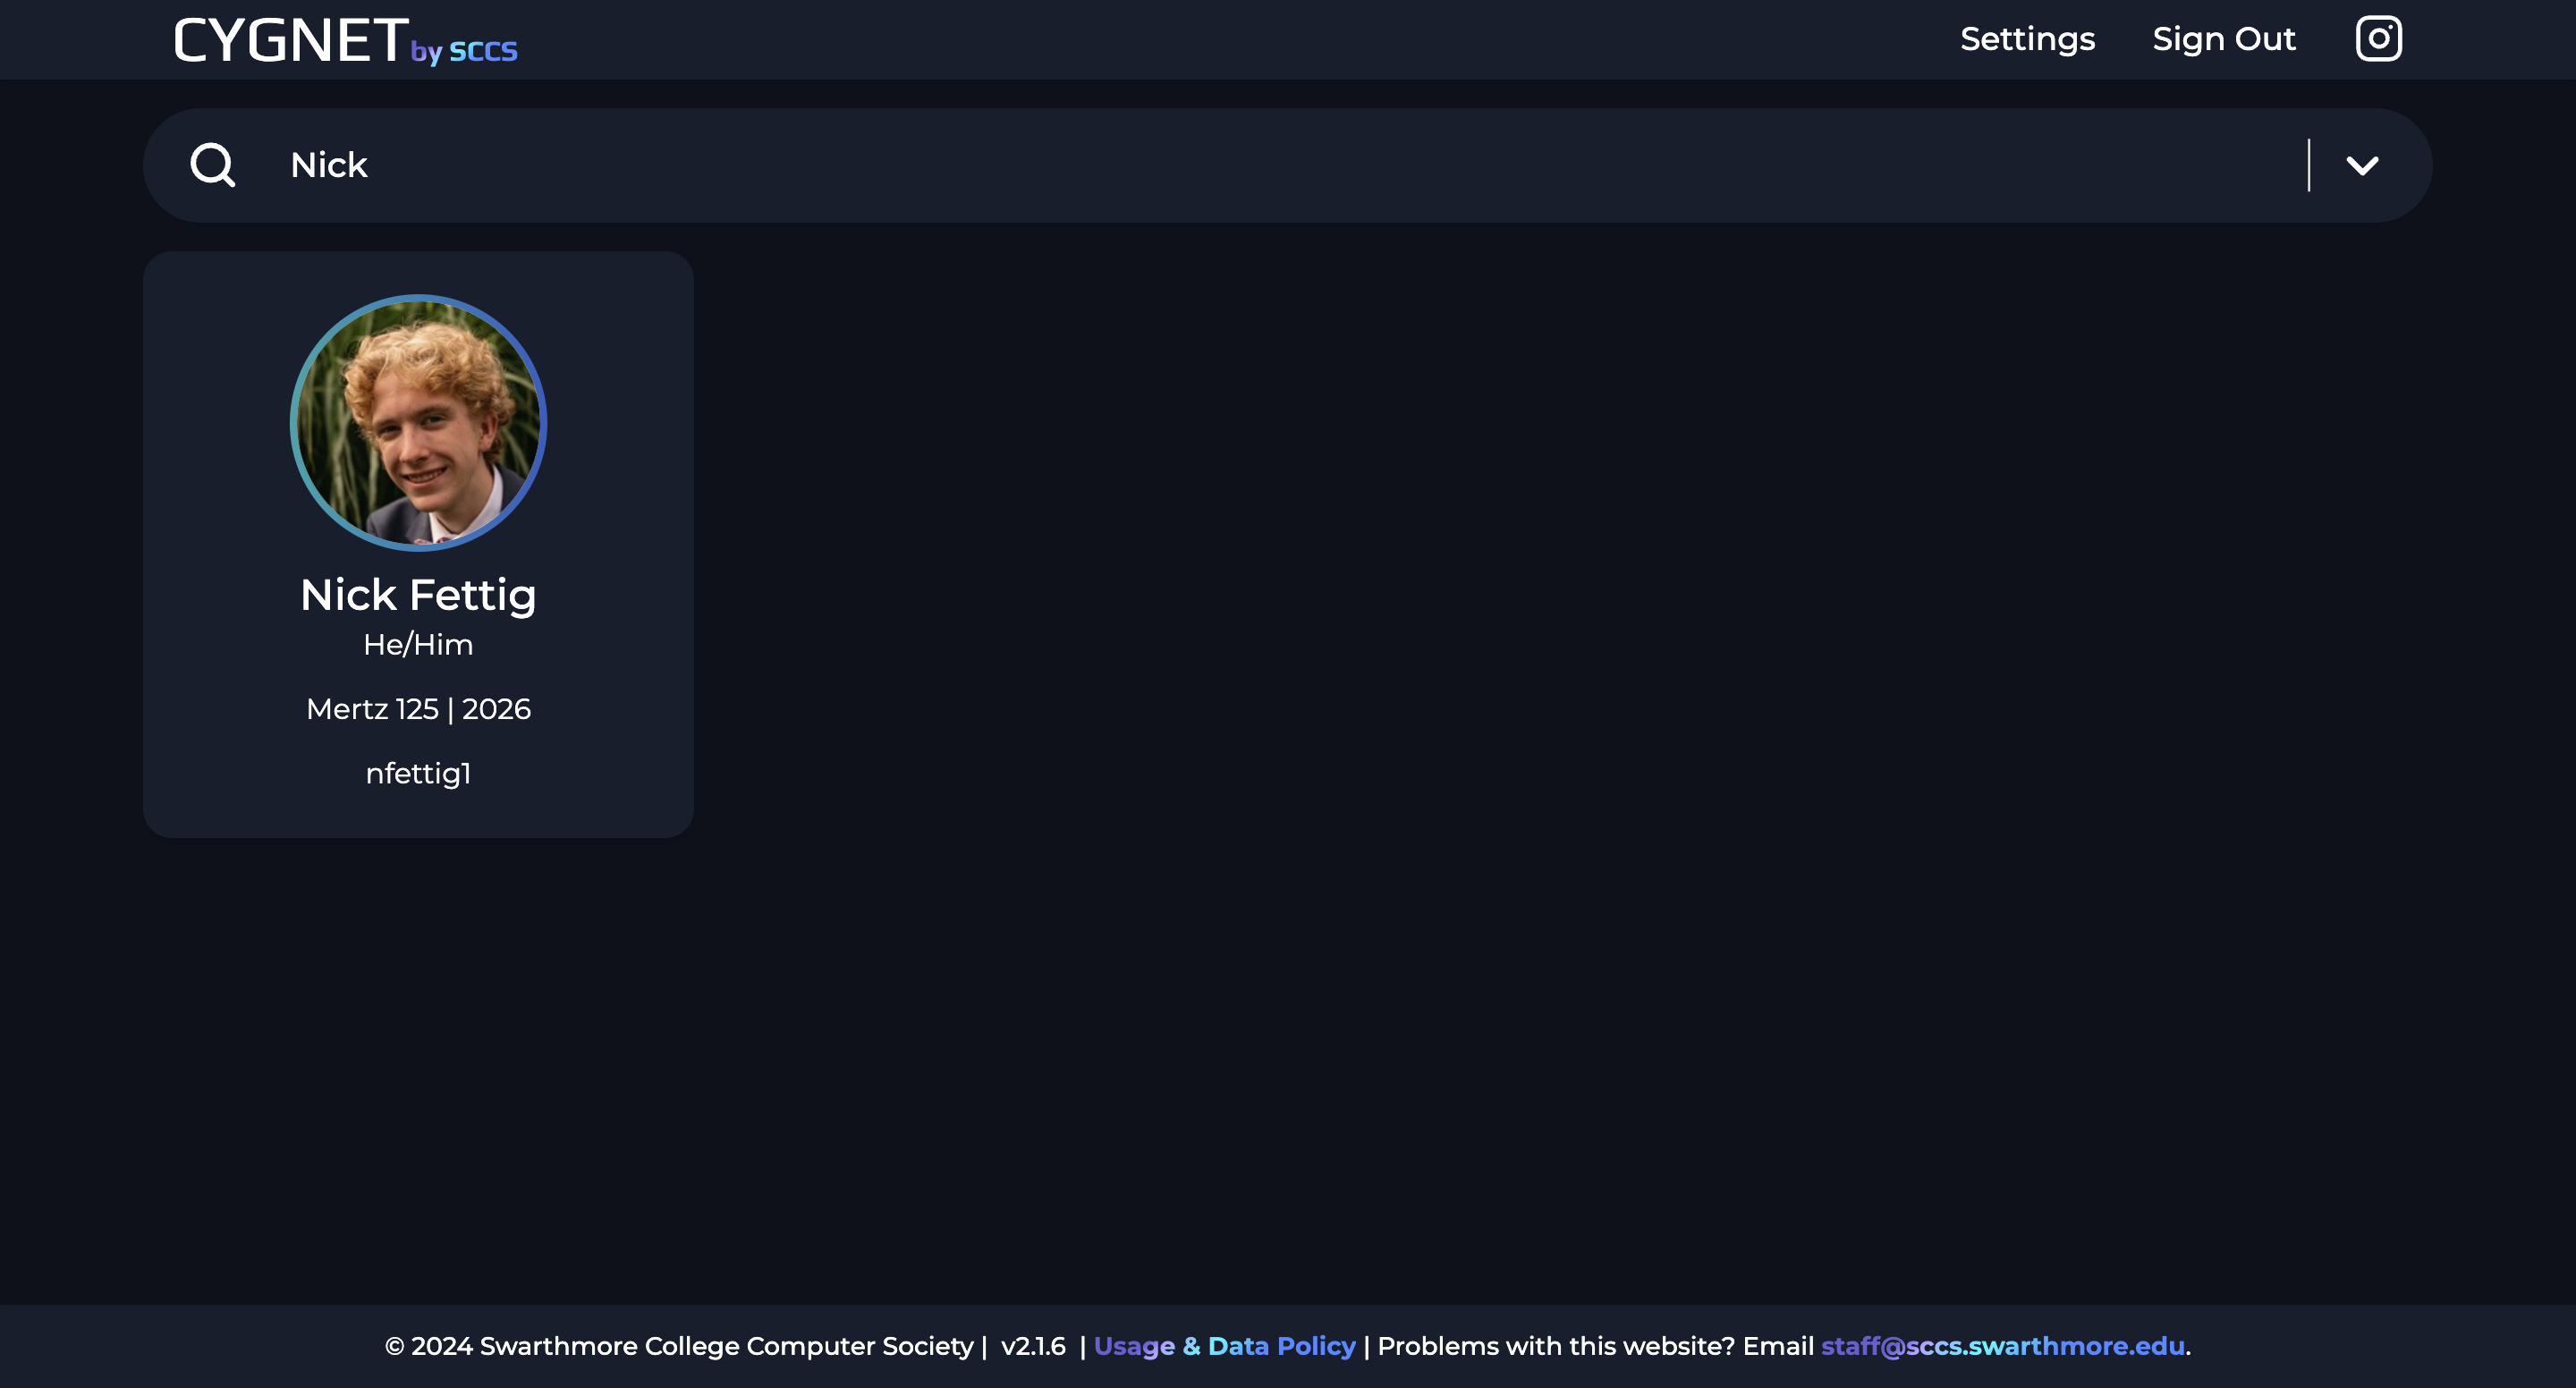 CYGNET by SCCS
Settings
Sign Out
Nick
Nick Fettig
He/Him
Mertz 125 | 2026
nfettig1
© 2024 Swarthmore College Computer Society | v2.1.6 | Usage & Data Policy | Problems with this website? Email staff@sccs.swarthmore.edu.